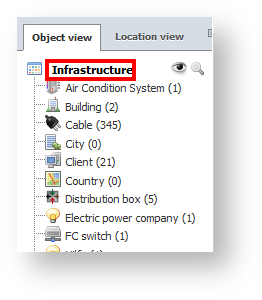 Object view
Location view
Infrastructure
Air Condition System (1)
Building (2)
Cable (345)
City (0)
Client (21)
Country (0)
Distribution box (5)
Electric power company (1)
FC switch (1)